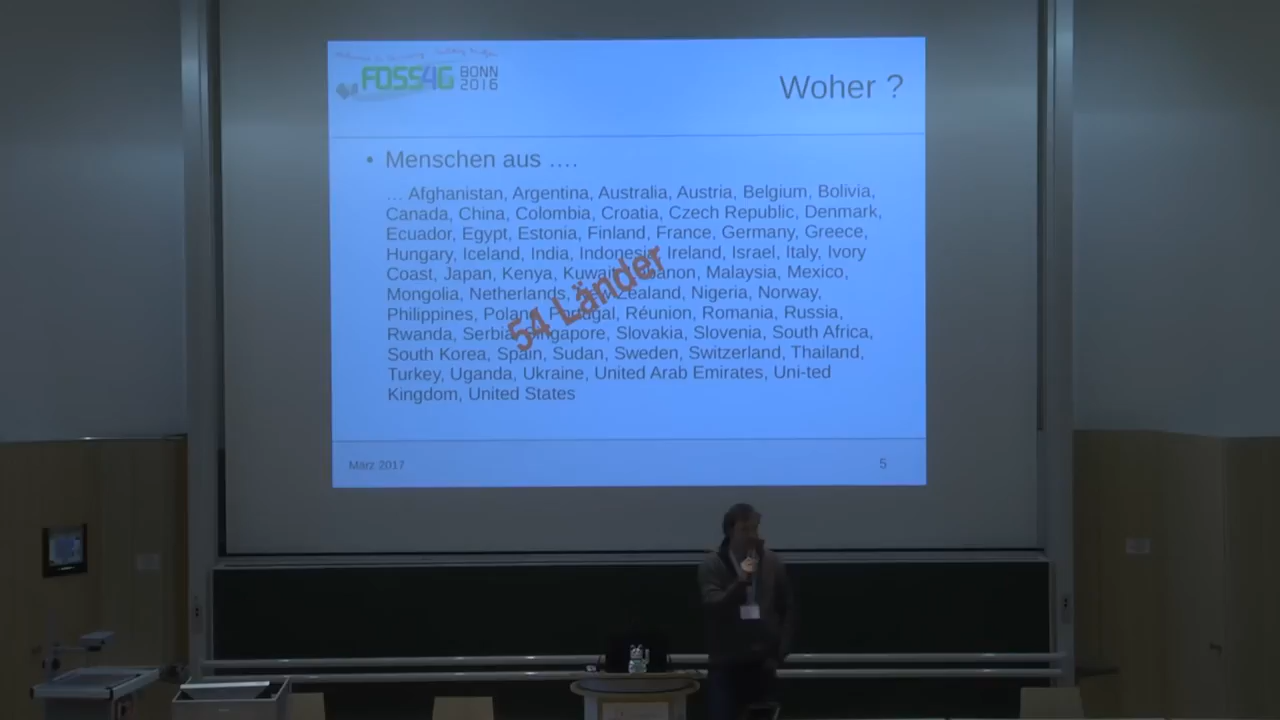 FOSS4G BONN 2016
Woher ?
• Menschen aus ....
... Afghanistan, Argentina, Australia, Austria, Belgium, Bolivia,
Canada, China, Colombia, Croatia, Czech Republic, Denmark,
Ecuador, Egypt, Estonia, Finland, France, Germany, Greece,
Hungary, Iceland, India, Indonesia, Ireland, Israel, Italy, Ivory
Coast, Japan, Kenya, Kuwait, Lebanon, Malaysia, Mexico,
Mongolia, Netherlands, New Zealand, Nigeria, Norway,
Philippines, Poland, Portugal, Réunion, Romania, Russia,
Rwanda, Serbia, Singapore, Slovakia, Slovenia, South Africa,
South Korea, Spain, Sudan, Sweden, Switzerland, Thailand,
Turkey, Uganda, Ukraine, United Arab Emirates, Uni-ted
Kingdom, United States
54 Länder
März 2017
5